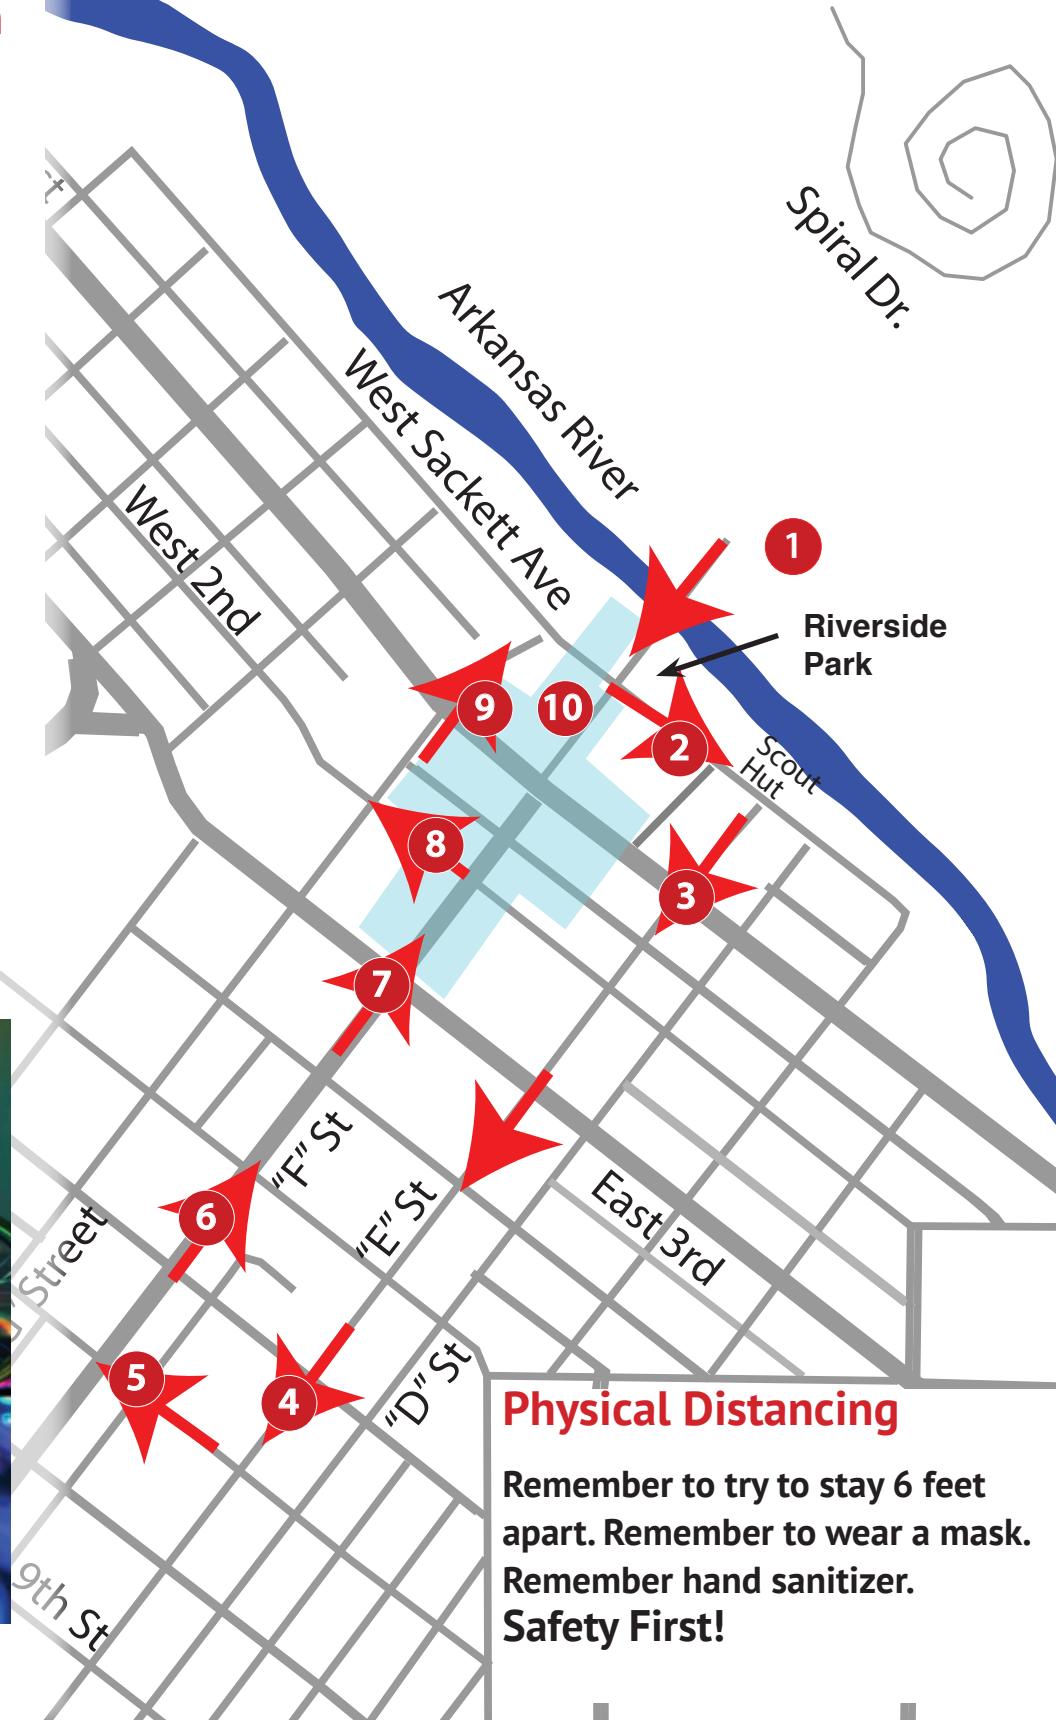 Spiral Dr.
Arkansas River
West Sackett Ave
West 2nd
1
Riverside
Park
9
10
2
Scout
Hut
8
3
7
"F" St
"E" St
East 3rd
6
Street
5
4
"D" St
9th St
Physical Distancing
Remember to try to stay 6 feet
apart. Remember to wear a mask.
Remember hand sanitizer.
Safety First!